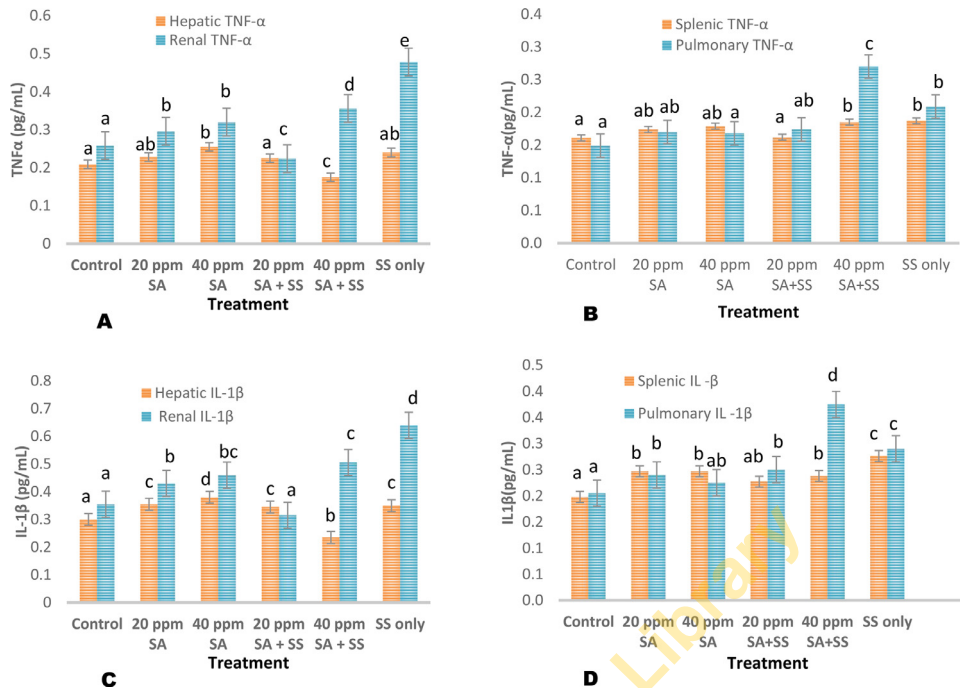 Hepatic TNF-α
Renal TNF-α
TNFα (pg/mL)
0.6
0.5
0.4
0.3
0.2
0.1
0
a a ab b b b a c c d ab e
Control 20 ppm 40 ppm 20 ppm 40 ppm SS only
SA SA SA + SS SA + SS
Treatment
A
Splenic TNF-α
Pulmonary TNF-α
TNF-α(pg/mL)
0.4
0.3
0.3
0.2
0.2
0.1
0.1
0.0
a a ab ab ab a a ab b c b b
Control 20 ppm 40 ppm 20 ppm 40 ppm SS only
SA SA SA+SS SA+SS
Treatment
B
Hepatic IL-1β
Renal IL-1β
IL-1β (pg/mL)
0.8
0.7
0.6
0.5
0.4
0.3
0.2
0.1
0
a a c b d bc c a b c c d
Control 20 ppm 40 ppm 20 ppm 40 ppm SS only
SA SA SA + SS SA + SS
Treatment
C
Splenic IL -β
Pulmonary IL -1β
IL1β(pg/mL)
0.5
0.4
0.4
0.3
0.3
0.2
0.2
0.1
0.1
0.0
a a b b b ab ab b b d c c
Control 20 ppm 40 ppm 20 ppm 40 ppm SS only
SA SA SA+SS SA+SS
Treatment
D
Library